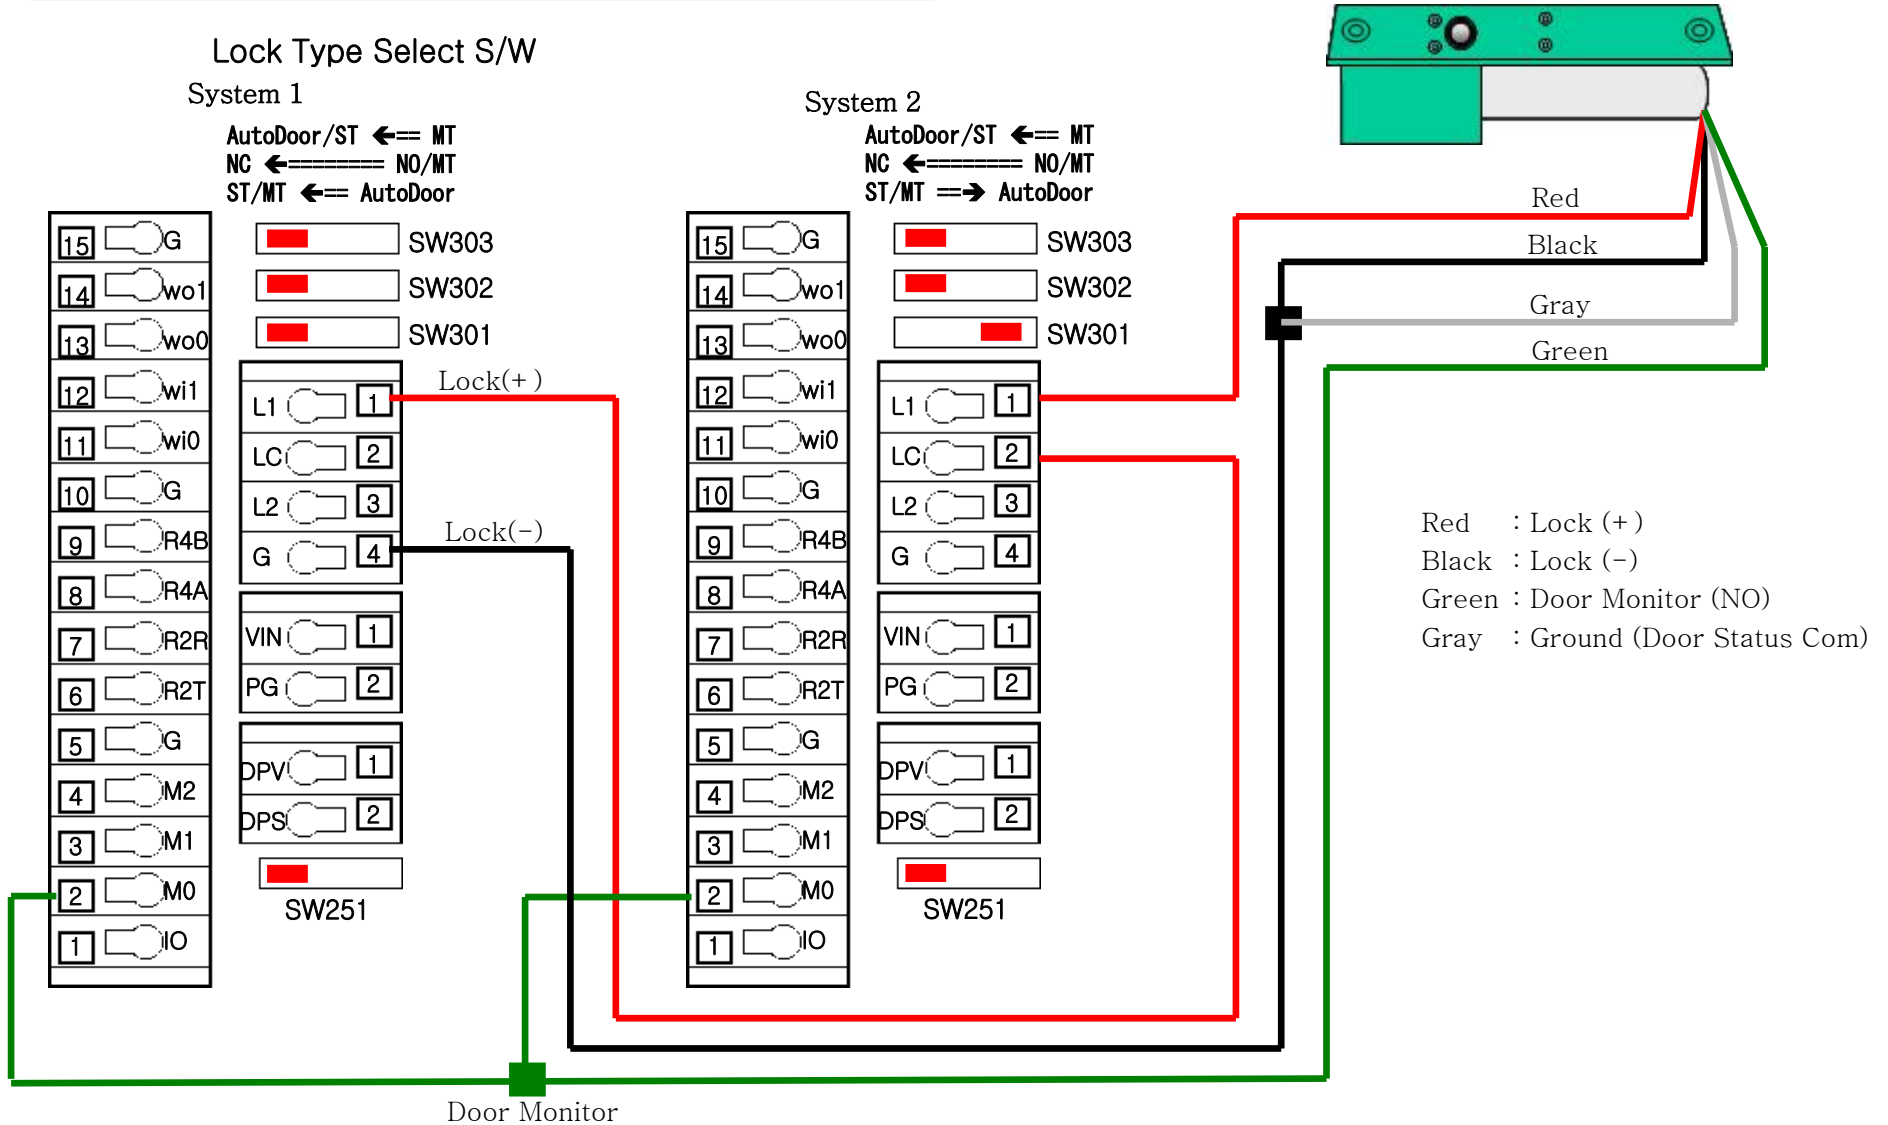 Lock Type Select S/W
System 1
AutoDoor/ST 🡨== MT
NC 🡨======== NO/MT
ST/MT 🡨== AutoDoor
15 G
14 wo1
13 wo0
12 wi1
11 wi0
10 G
9 R4B
8 R4A
7 R2R
6 R2T
5 G
4 M2
3 M1
2 M0
1 IO
SW303
SW302
SW301
L1 1
LC 2
L2 3
G 4
VIN 1
PG 2
DPV 1
DPS 2
SW251
Lock(+)
Lock(-)
System 2
AutoDoor/ST 🡨== MT
NC 🡨======== NO/MT
ST/MT ==🡪 AutoDoor
15 G
14 wo1
13 wo0
12 wi1
11 wi0
10 G
9 R4B
8 R4A
7 R2R
6 R2T
5 G
4 M2
3 M1
2 M0
1 IO
SW303
SW302
SW301
L1 1
LC 2
L2 3
G 4
VIN 1
PG 2
DPV 1
DPS 2
SW251
Red
Black
Gray
Green
Red : Lock (+)
Black : Lock (-)
Green : Door Monitor (NO)
Gray : Ground (Door Status Com)
Door Monitor